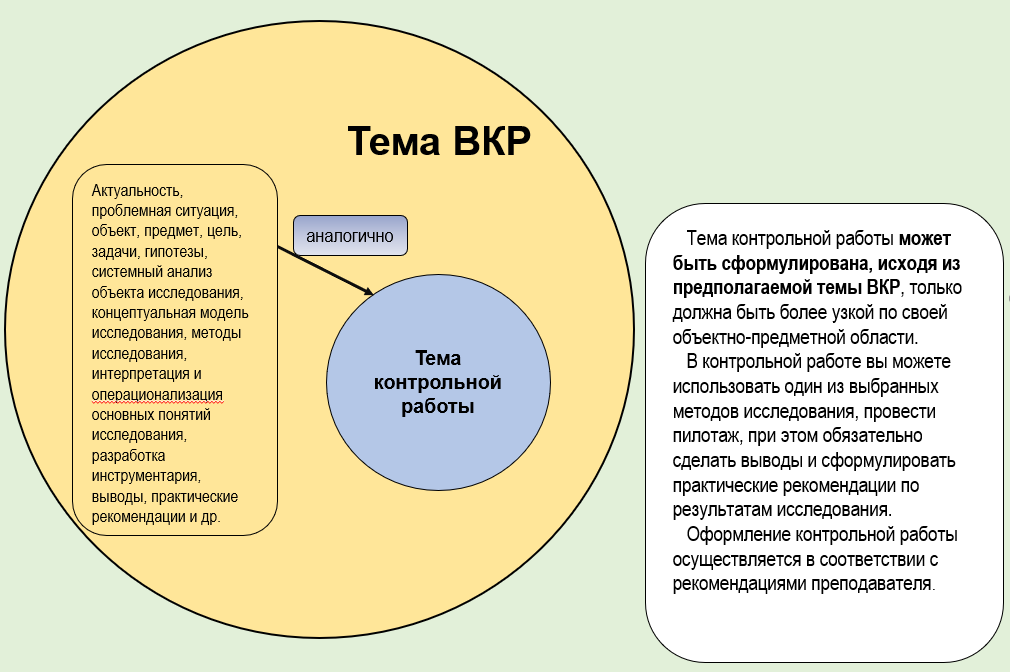 Тема ВКР
Актуальность,
проблемная ситуация,
объект, предмет, цель,
задачи, гипотезы,
системный анализ
объекта исследования,
концептуальная модель
исследования, методы
исследования,
интерпретация и
операционализация
основных понятий
исследования,
разработка
инструментария,
выводы, практические
рекомендации и др.
аналогично
Тема
контрольной
работы
Тема контрольной работы может
быть сформулирована, исходя из
предполагаемой темы ВКР, только
должна быть более узкой по своей
объектно-предметной области.
В контрольной работе вы можете
использовать один из выбранных
методов исследования, провести
пилотаж, при этом обязательно
сделать выводы и сформулировать
практические рекомендации по
результатам исследования.
Оформление контрольной работы
осуществляется в соответствии с
рекомендациями преподавателя.